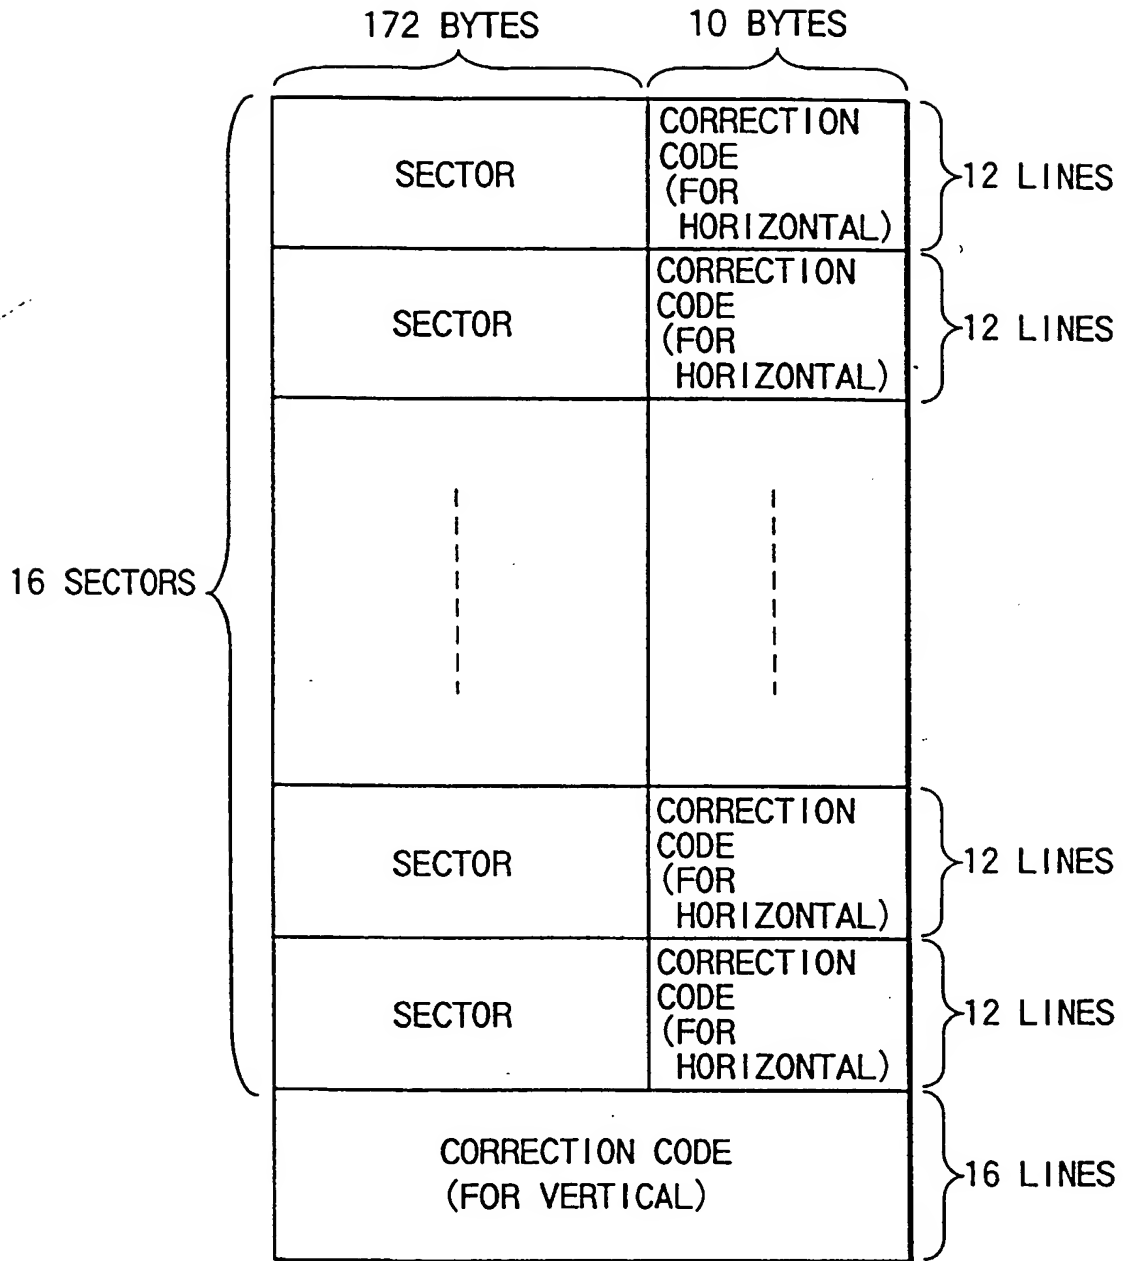 172 BYTES
10 BYTES
SECTOR
CORRECTION
CODE
(FOR
HORIZONTAL)
12 LINES
SECTOR
CORRECTION
CODE
(FOR
HORIZONTAL)
12 LINES
16 SECTORS
SECTOR
CORRECTION
CODE
(FOR
HORIZONTAL)
12 LINES
SECTOR
CORRECTION
CODE
(FOR
HORIZONTAL)
12 LINES
CORRECTION CODE
(FOR VERTICAL)
16 LINES